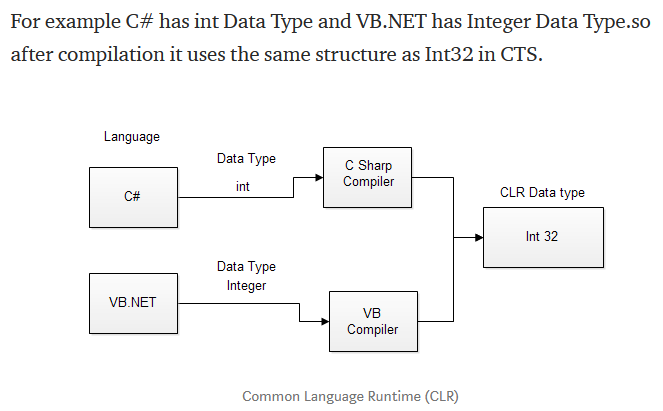 For example C# has int Data Type and VB.NET has Integer Data Type.so
after compilation it uses the same structure as Int32 in CTS.
Language
Data Type
int
C#
C Sharp
Compiler
CLR Data type
Int 32
Data Type
Integer
VB.NET
VB
Compiler
Common Language Runtime (CLR)